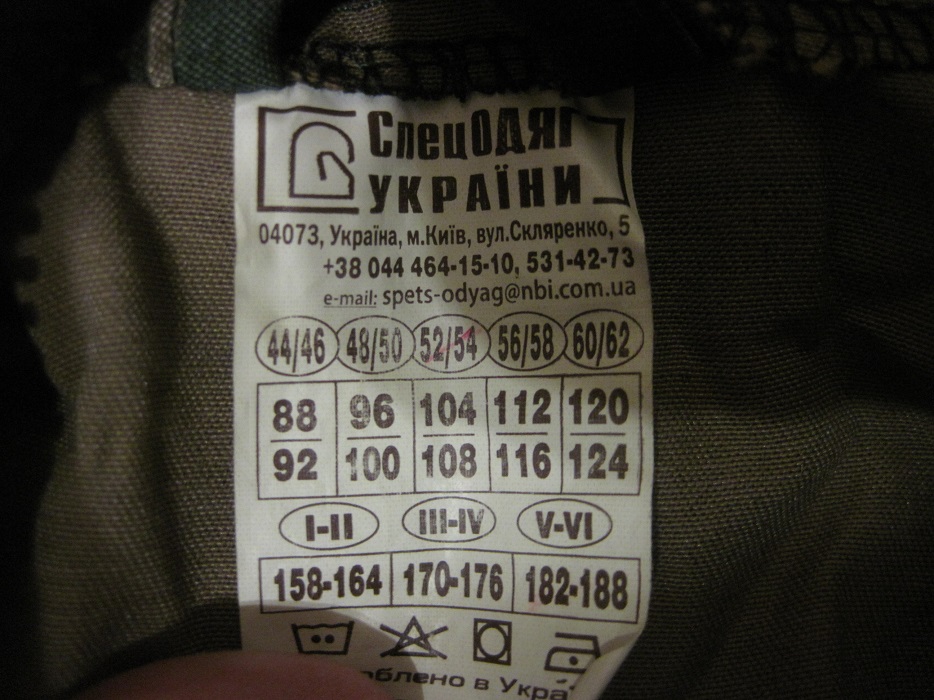 СпецОДЯГ
УКРАЇНИ
04073, Україна, м.Київ, вул.Скляренко, 5
+38 044 464-15-10, 531-42-73
e-mail: spets-odyag@nbi.com.ua
44/46 48/50 52/54 56/58 60/62
88 96 104 112 120
92 100 108 116 124
I-II III-IV V-VI
158-164 170-176 182-188
в